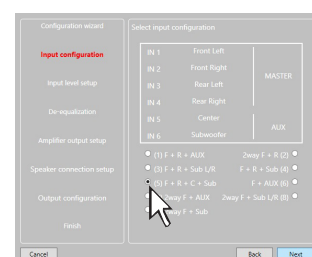 Configuration wizard
Input configuration
Input level setup
De-equalization
Amplifier output setup
Speaker connection setup
Output configuration
Finish
Select input configuration
IN 1 Front Left
IN 2 Front Right
MASTER
IN 3 Rear Left
IN 4 Rear Right
IN 5 Center
AUX
IN 6 Subwoofer
(1) F + R + AUX 2way F + R (2)
(3) F + R + Sub L/R F + R + Sub (4)
(5) F + R + C + Sub F + AUX (6)
2way F + AUX 2way F + Sub L/R (8)
2way F + Sub
Cancel Back Next